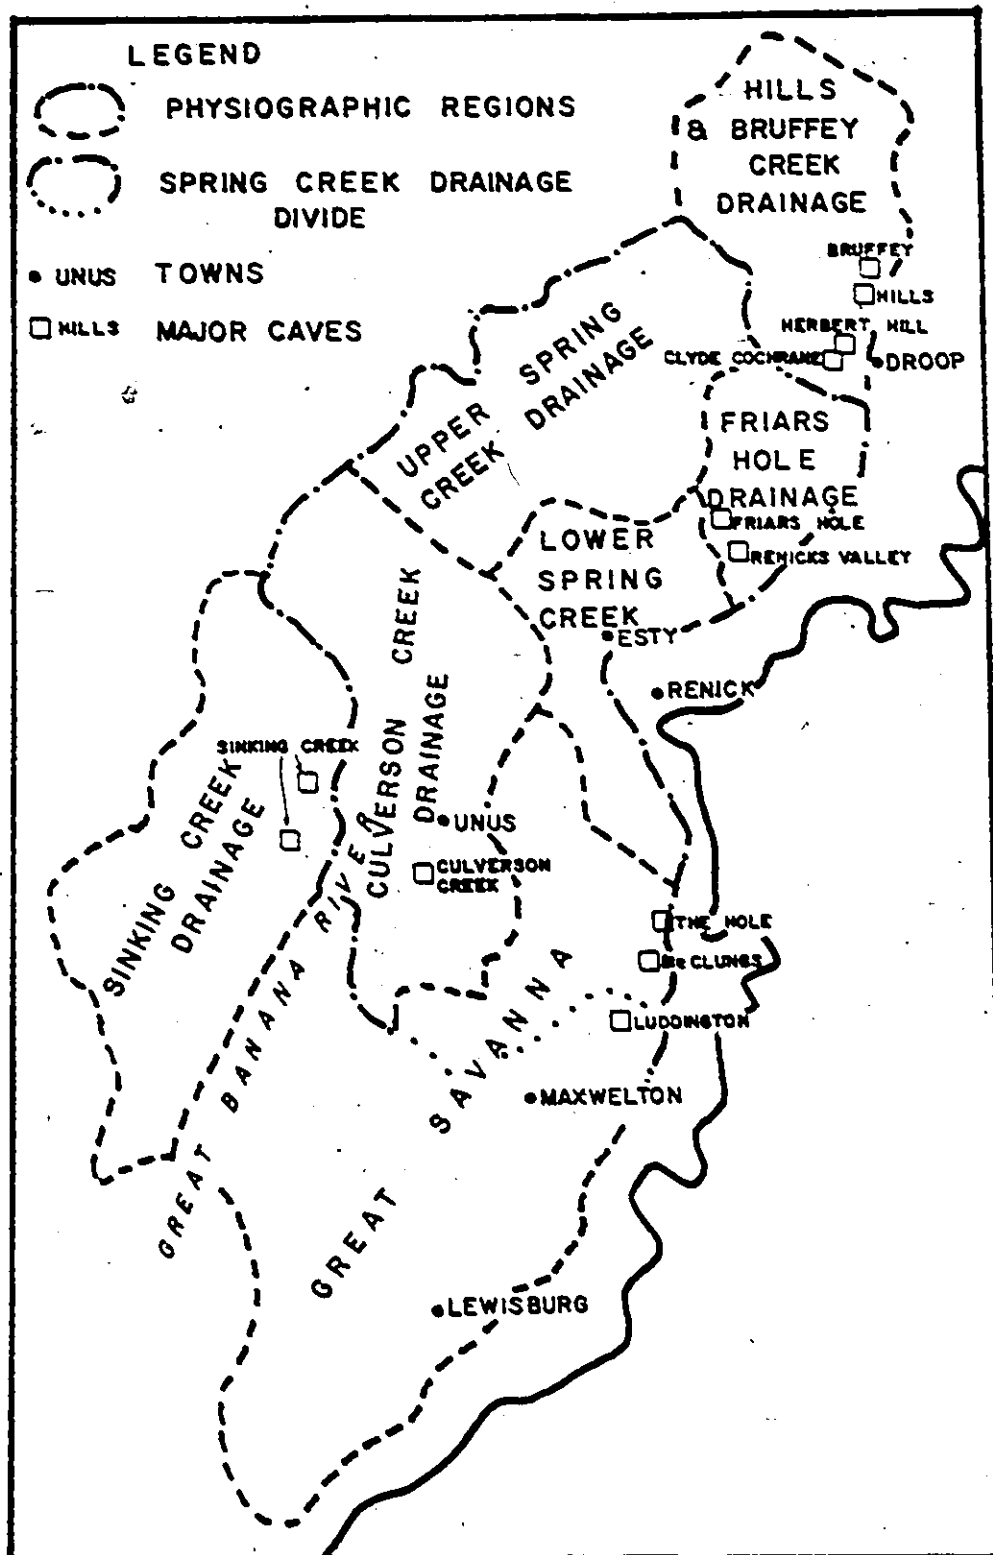 LEGEND
PHYSIOGRAPHIC REGIONS
SPRING CREEK DRAINAGE
DIVIDE
UNUS TOWNS
HILLS MAJOR CAVES
HILLS
& BRUFFEY
CREEK
DRAINAGE
BRUFFEY
HILLS
HERBERT HILL
CLYDE COCHRANE
DROOP
UPPER SPRING
CREEK DRAINAGE
FRIARS
HOLE
DRAINAGE
FRIARS HOLE
RENICKS VALLEY
LOWER
SPRING
CREEK
ESTY
RENICK
CULVERSON CREEK
DRAINAGE
SINKING CREEK
SINKING CREEK
DRAINAGE
UNUS
CULVERSON
CREEK
THE HOLE
McCLUNGS
LUDDINGTON
GREAT BANANA RIVER
GREAT SAVANNA
MAXWELTON
LEWISBURG